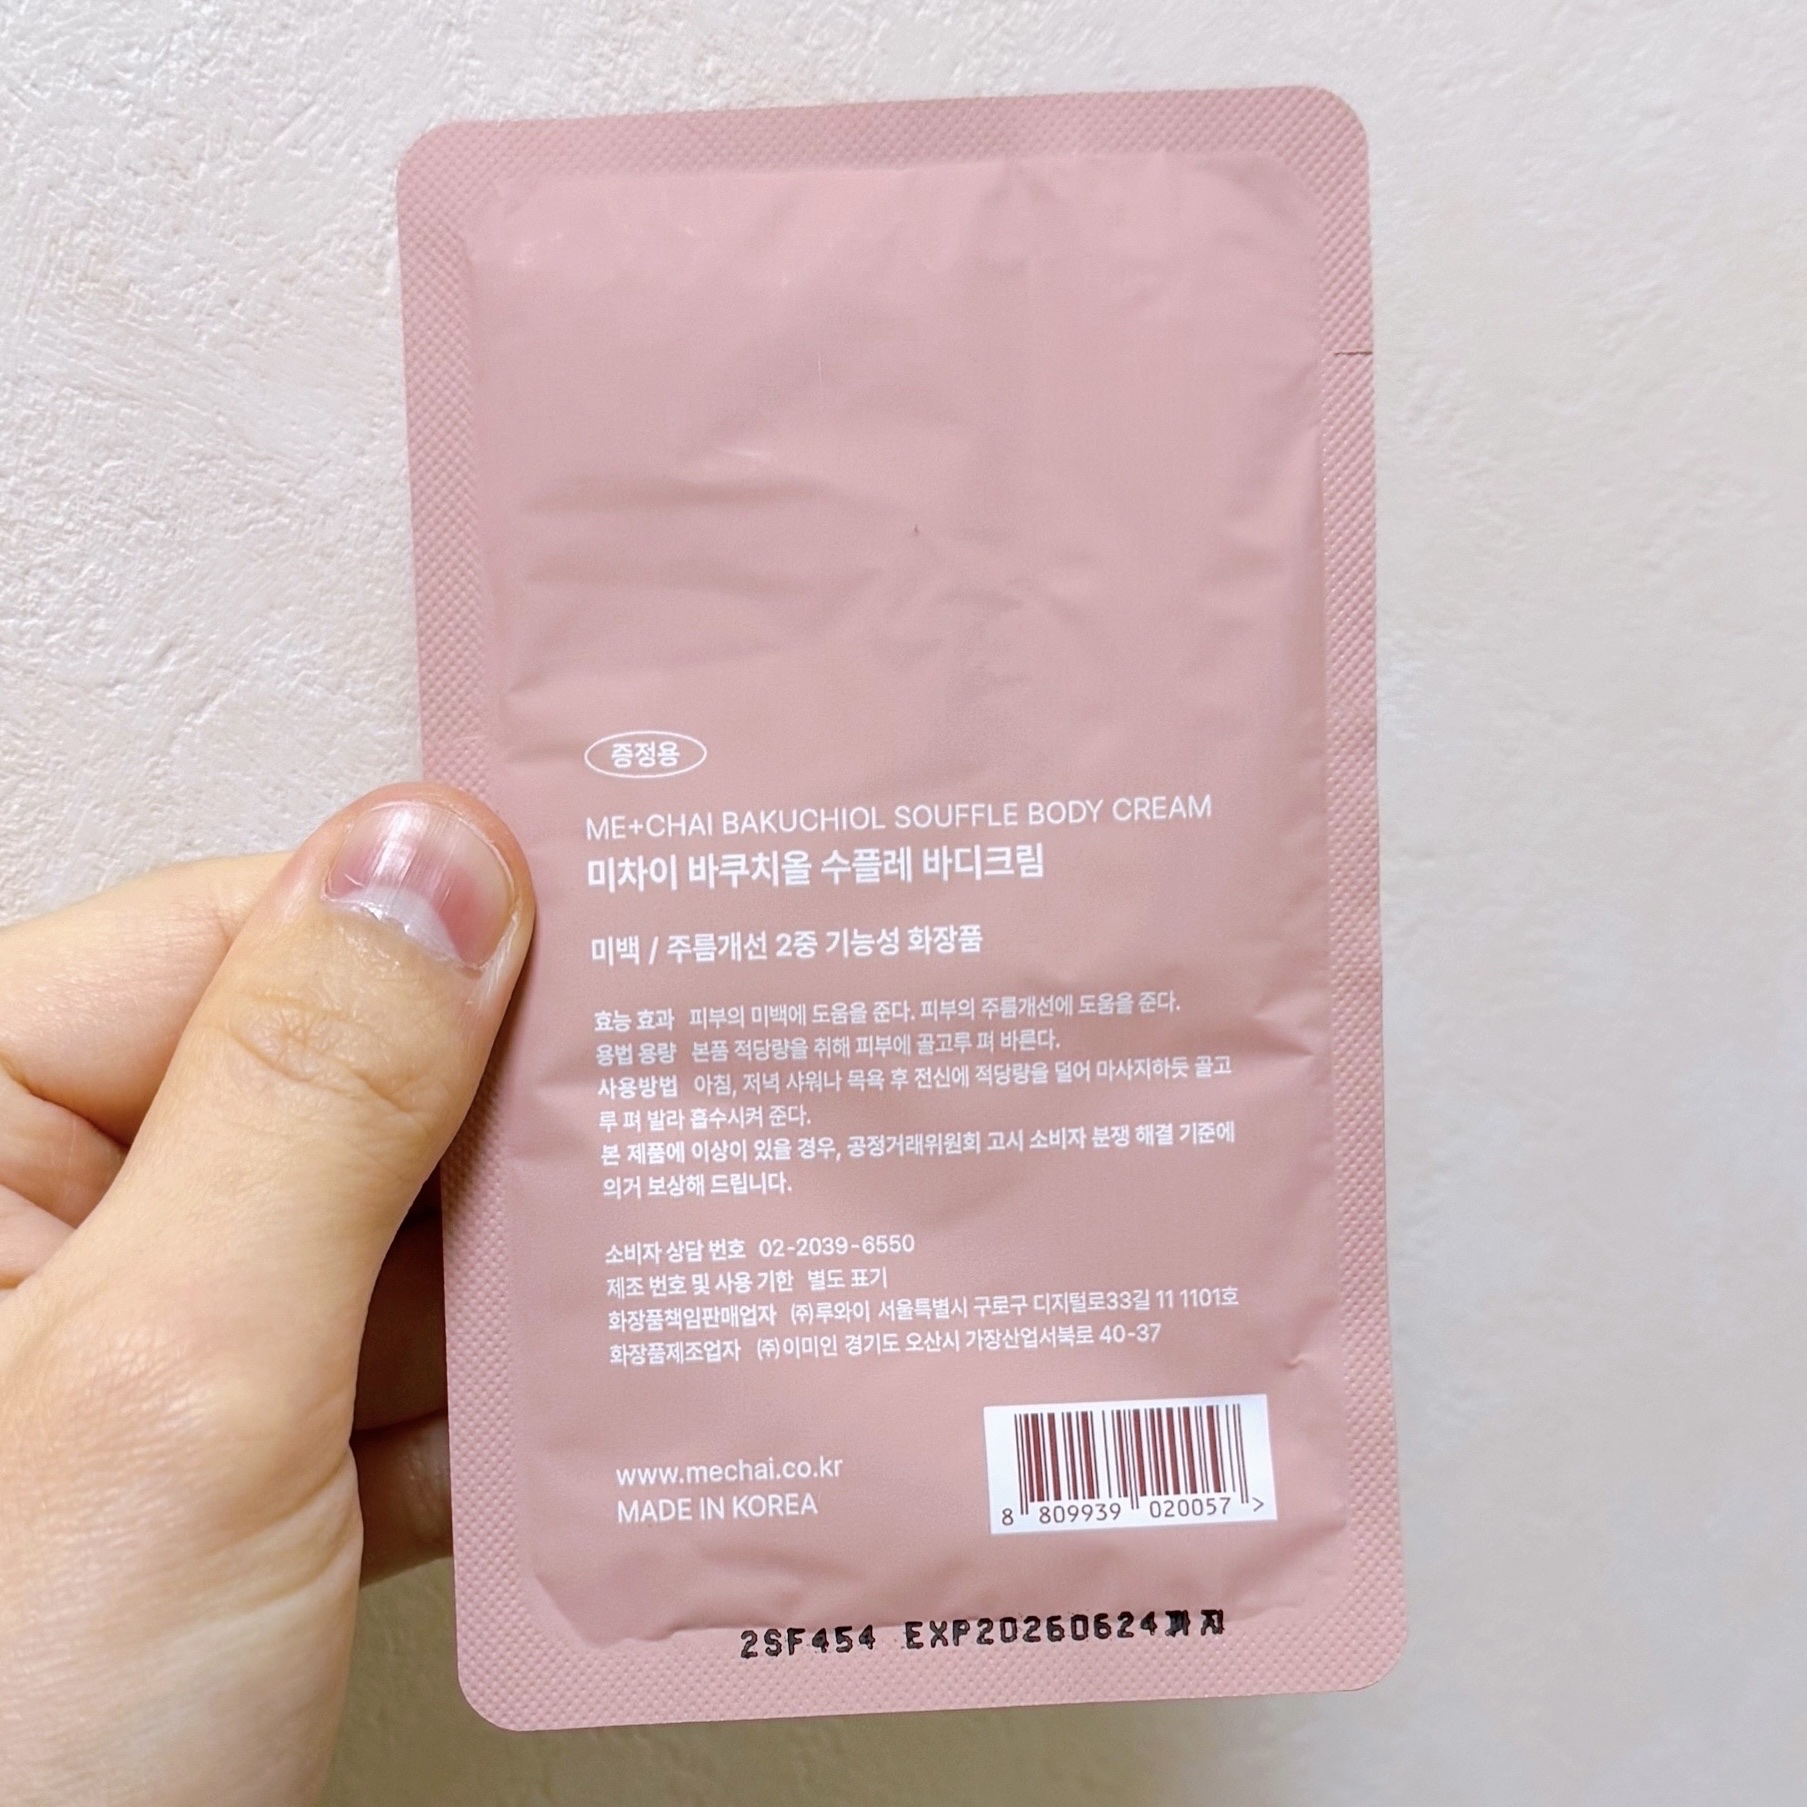 증정용
ME+CHAI BAKUCHIOL SOUFFLE BODY CREAM
미차이 바쿠치올 수플레 바디크림
미백 / 주름개선 2중 기능성 화장품
효능 효과 피부의 미백에 도움을 준다. 피부의 주름개선에 도움을 준다.
용법 용량 본품 적당량을 취해 피부에 골고루 펴 바른다.
사용방법 아침, 저녁 샤워나 목욕 후 전신에 적당량을 덜어 마사지하듯 골고
루 펴 발라 흡수시켜 준다.
본 제품에 이상이 있을 경우, 공정거래위원회 고시 소비자 분쟁 해결 기준에
의거 보상해 드립니다.
소비자 상담 번호 02-2039-6550
제조 번호 및 사용 기한 별도 표기
화장품책임판매업자 ㈜루와이 서울특별시 구로구 디지털로33길 11 1101호
화장품제조업자 ㈜이미인 경기도 오산시 가장산업서북로 40-37
www.mechai.co.kr
MADE IN KOREA
8 809939 020057 >
2SF454 EXP20260624까지